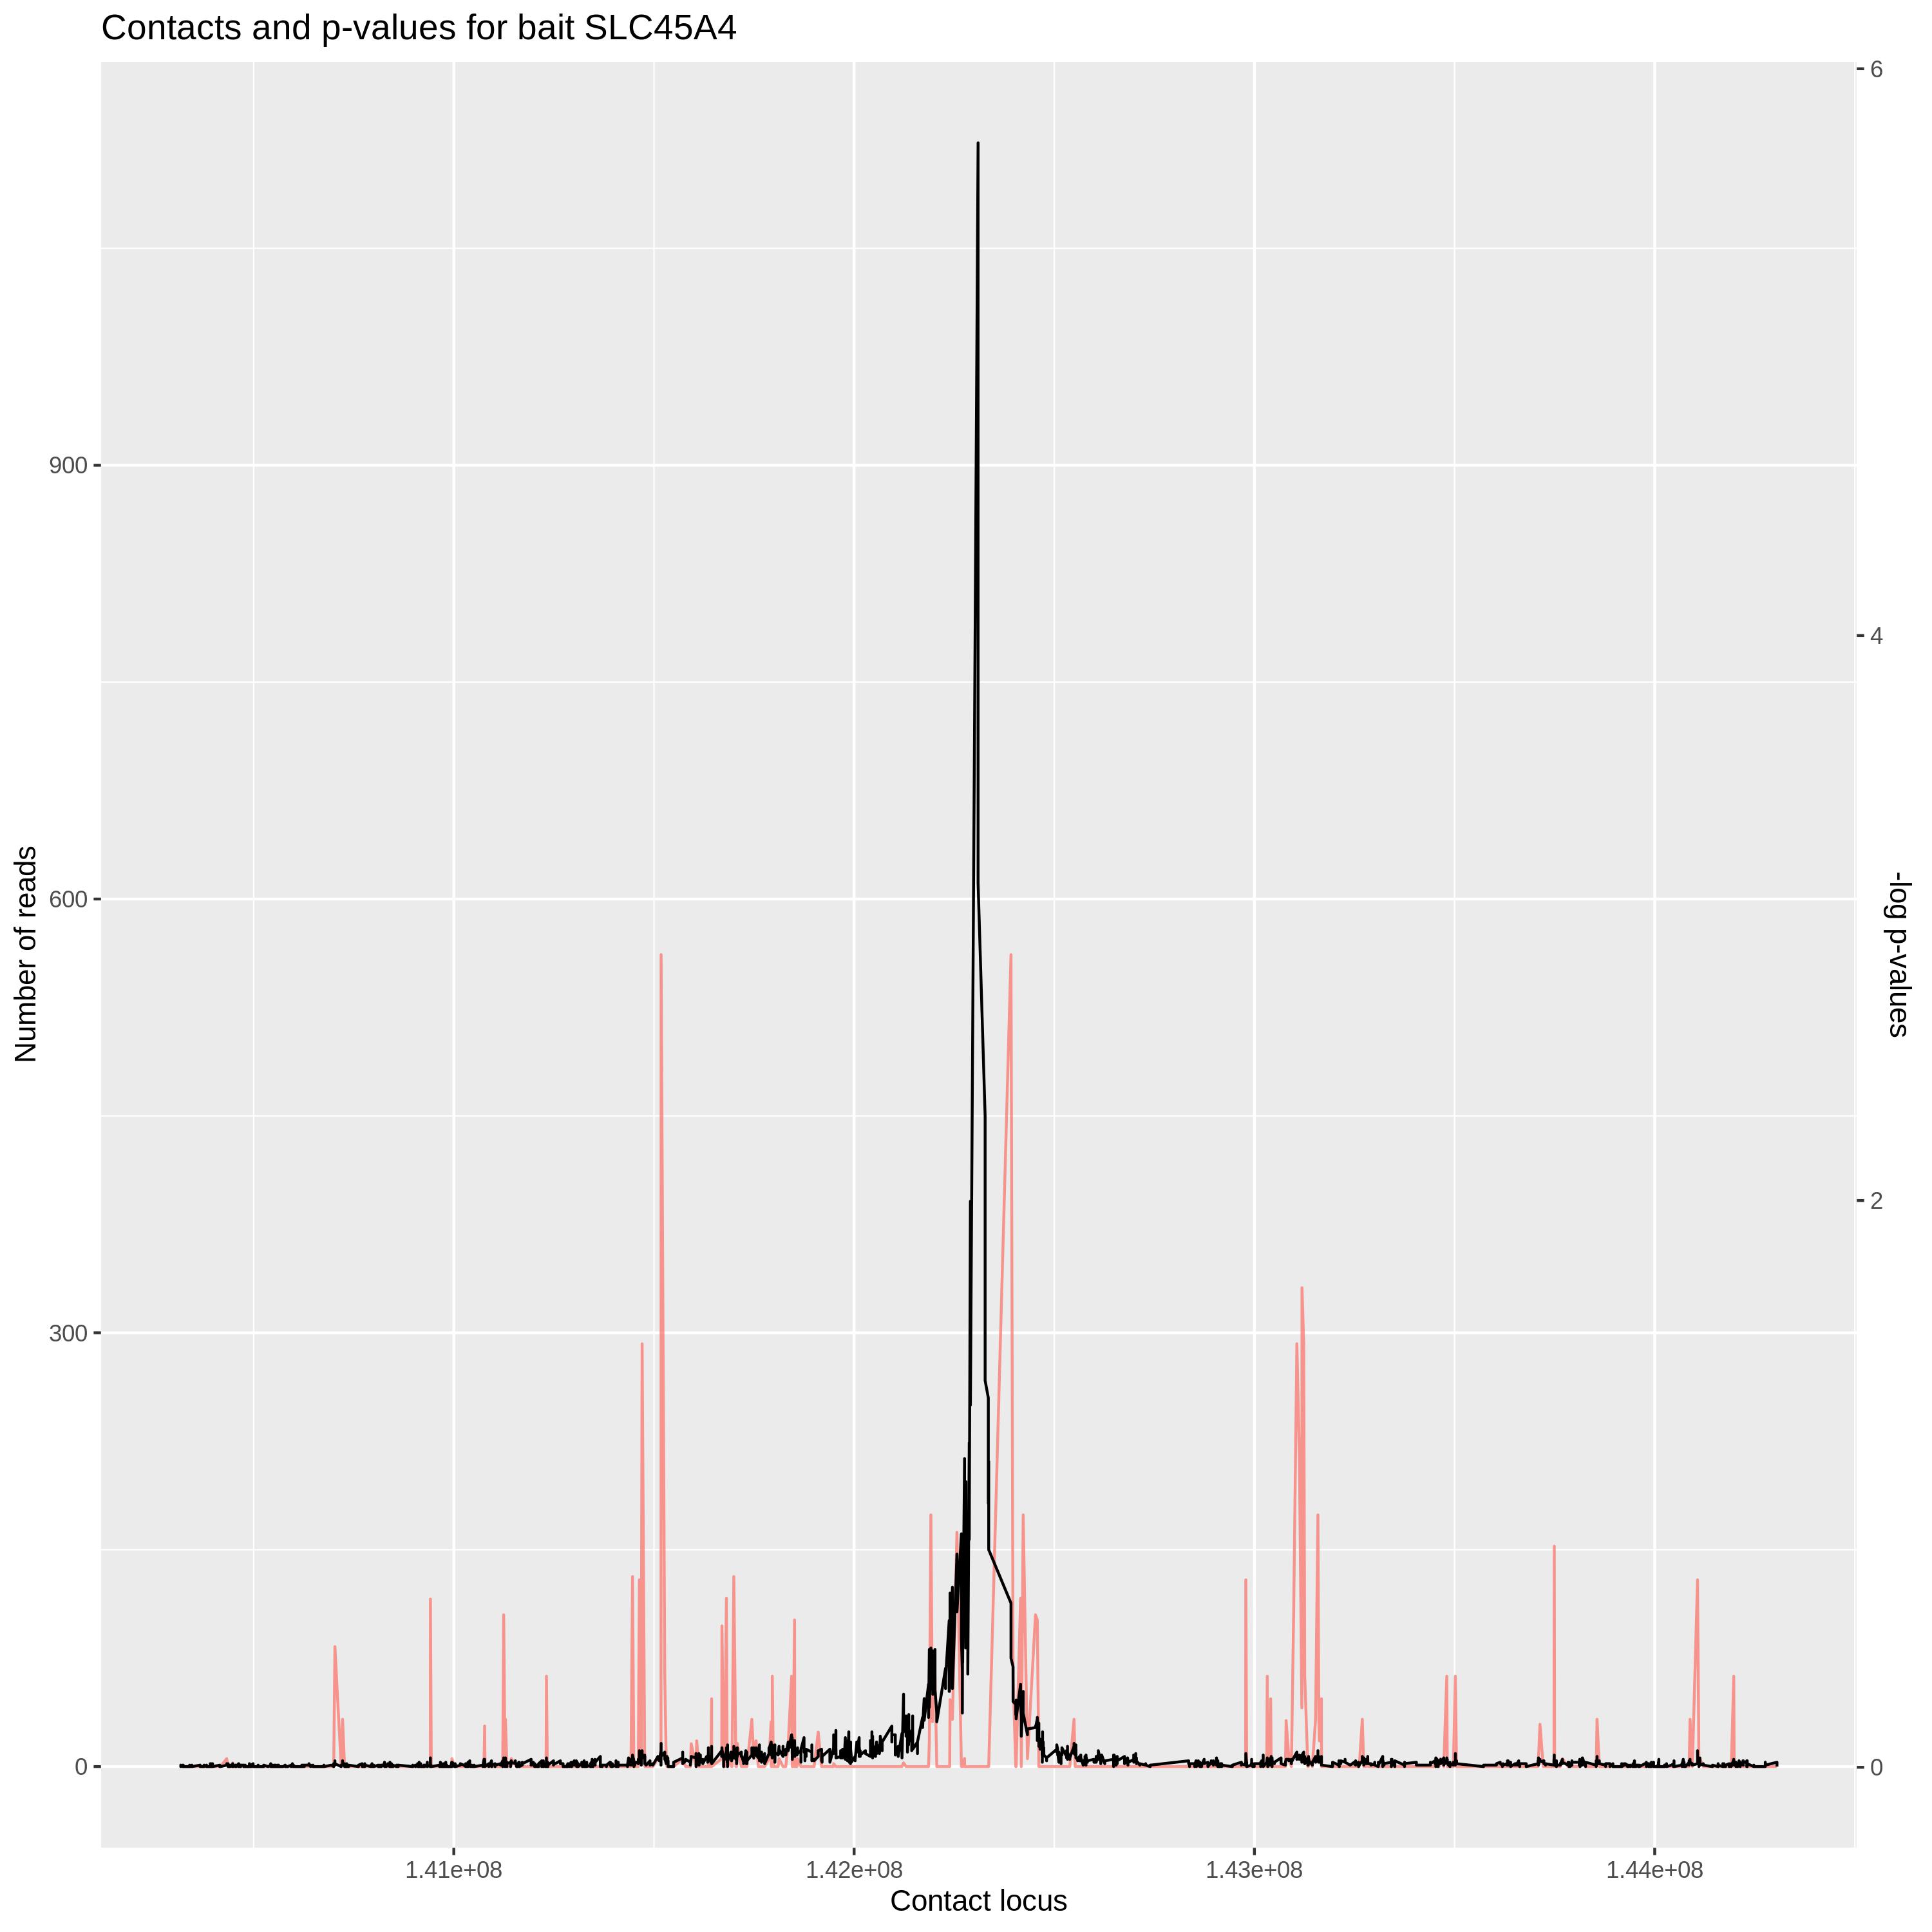 Contacts and p-values for bait SLC45A4
Number of reads
900
600
300
0
6
4
2
0
-log p-values
1.41e+08 1.42e+08 1.43e+08 1.44e+08
Contact locus